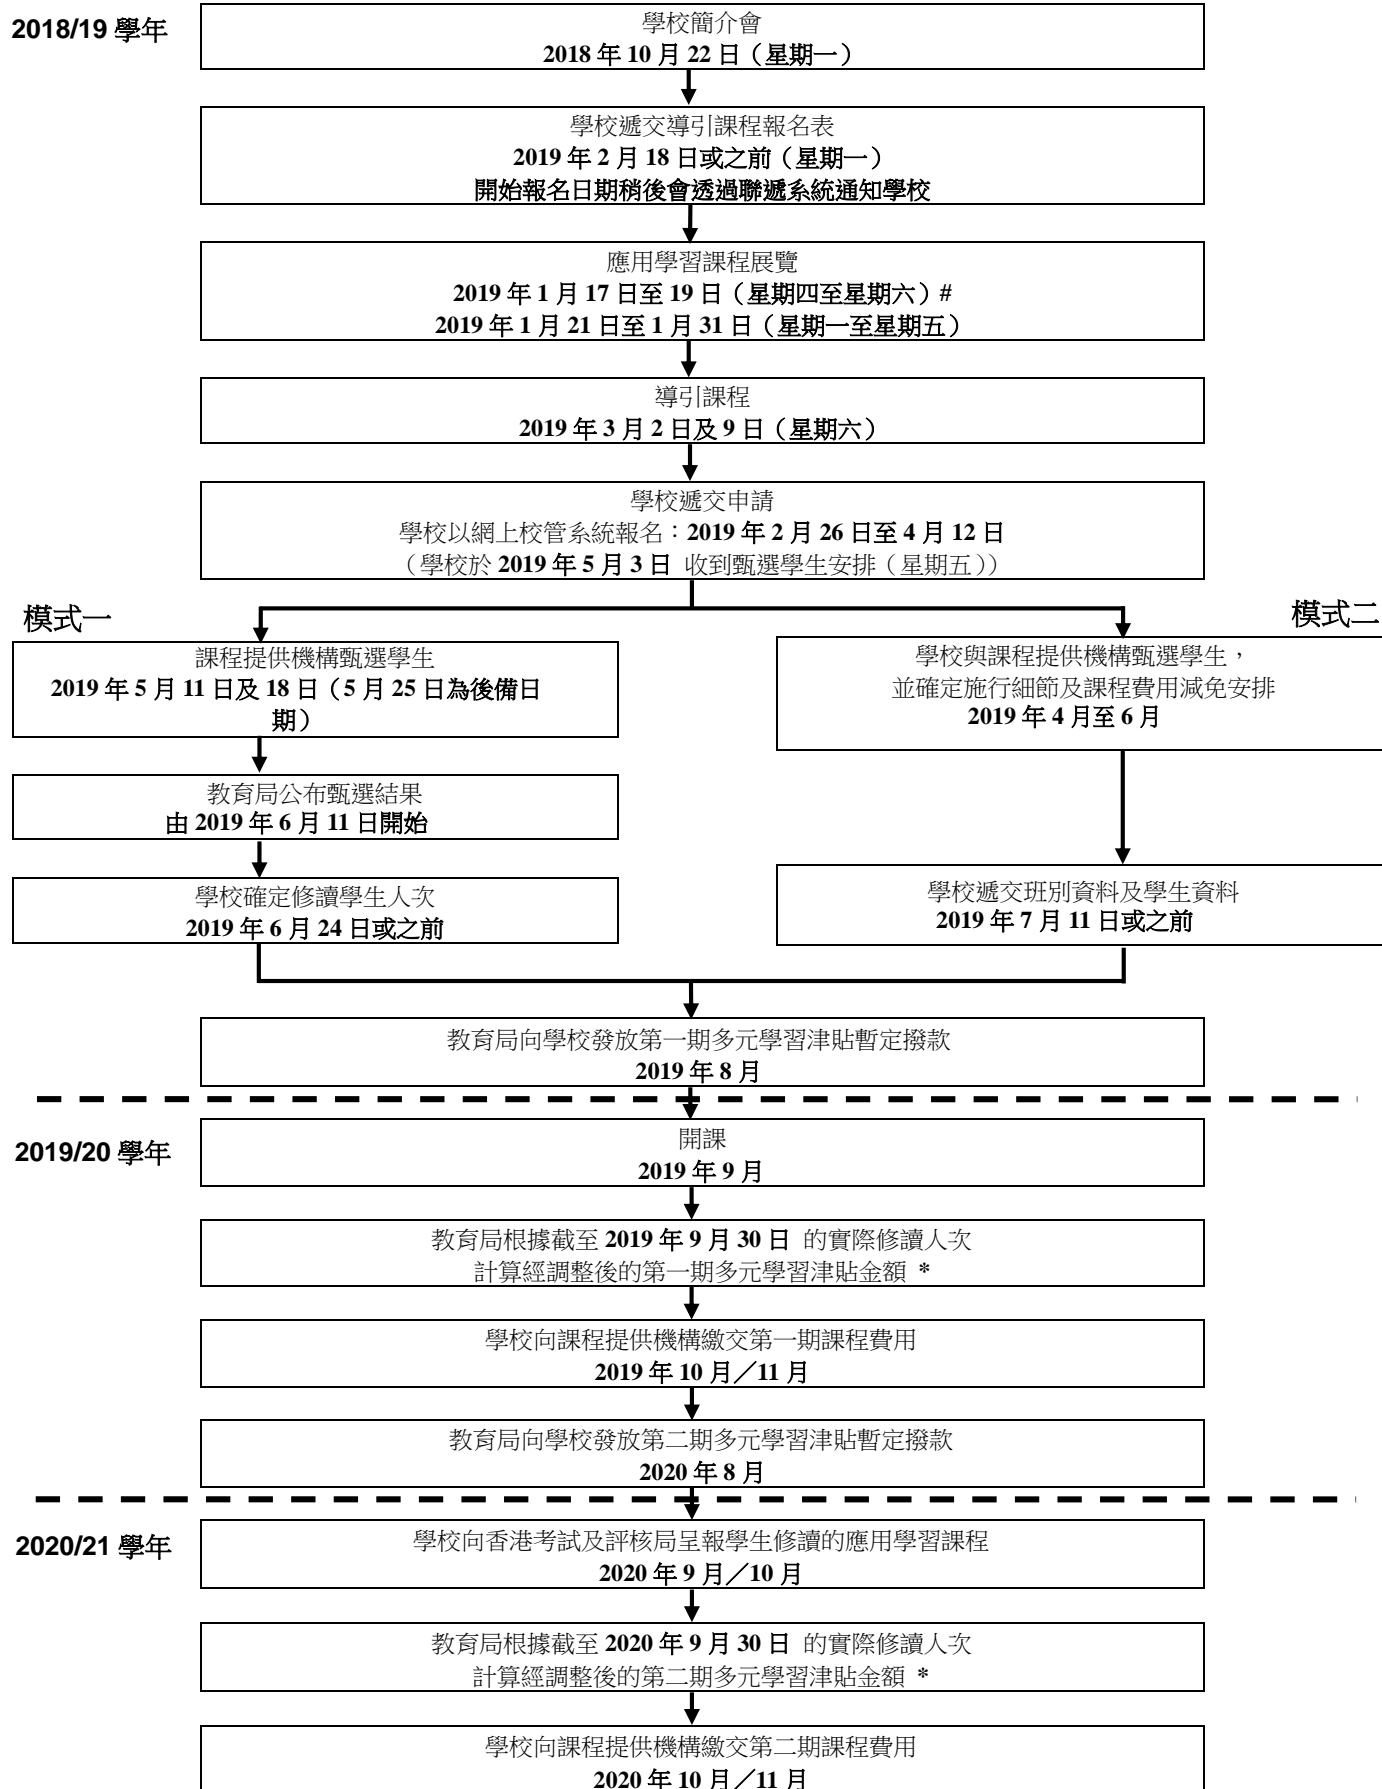 2018/19 學年
學校簡介會
2018 年 10 月 22 日（星期一）
學校遞交導引課程報名表
2019 年 2 月 18 日或之前（星期一）
開始報名日期稍後會透過聯遞系統通知學校
應用學習課程展覽
2019 年 1 月 17 日至 19 日（星期四至星期六）#
2019 年 1 月 21 日至 1 月 31 日（星期一至星期五）
導引課程
2019 年 3 月 2 日及 9 日（星期六）
學校遞交申請
學校以網上校管系統報名：2019 年 2 月 26 日至 4 月 12 日
（學校於 2019 年 5 月 3 日 收到甄選學生安排（星期五））
模式一
課程提供機構甄選學生
2019 年 5 月 11 日及 18 日（5 月 25 日為後備日
期）
教育局公布甄選結果
由 2019 年 6 月 11 日開始
學校確定修讀學生人次
2019 年 6 月 24 日或之前
模式二
學校與課程提供機構甄選學生，
並確定施行細節及課程費用減免安排
2019 年 4 月至 6 月
學校遞交班別資料及學生資料
2019 年 7 月 11 日或之前
教育局向學校發放第一期多元學習津貼暫定撥款
2019 年 8 月
2019/20 學年
開課
2019 年 9 月
教育局根據截至 2019 年 9 月 30 日 的實際修讀人次
計算經調整後的第一期多元學習津貼金額 *
學校向課程提供機構繳交第一期課程費用
2019 年 10 月／11 月
教育局向學校發放第二期多元學習津貼暫定撥款
2020 年 8 月
2020/21 學年
學校向香港考試及評核局呈報學生修讀的應用學習課程
2020 年 9 月／10 月
教育局根據截至 2020 年 9 月 30 日 的實際修讀人次
計算經調整後的第二期多元學習津貼金額 *
學校向課程提供機構繳交第二期課程費用
2020 年 10 月／11 月